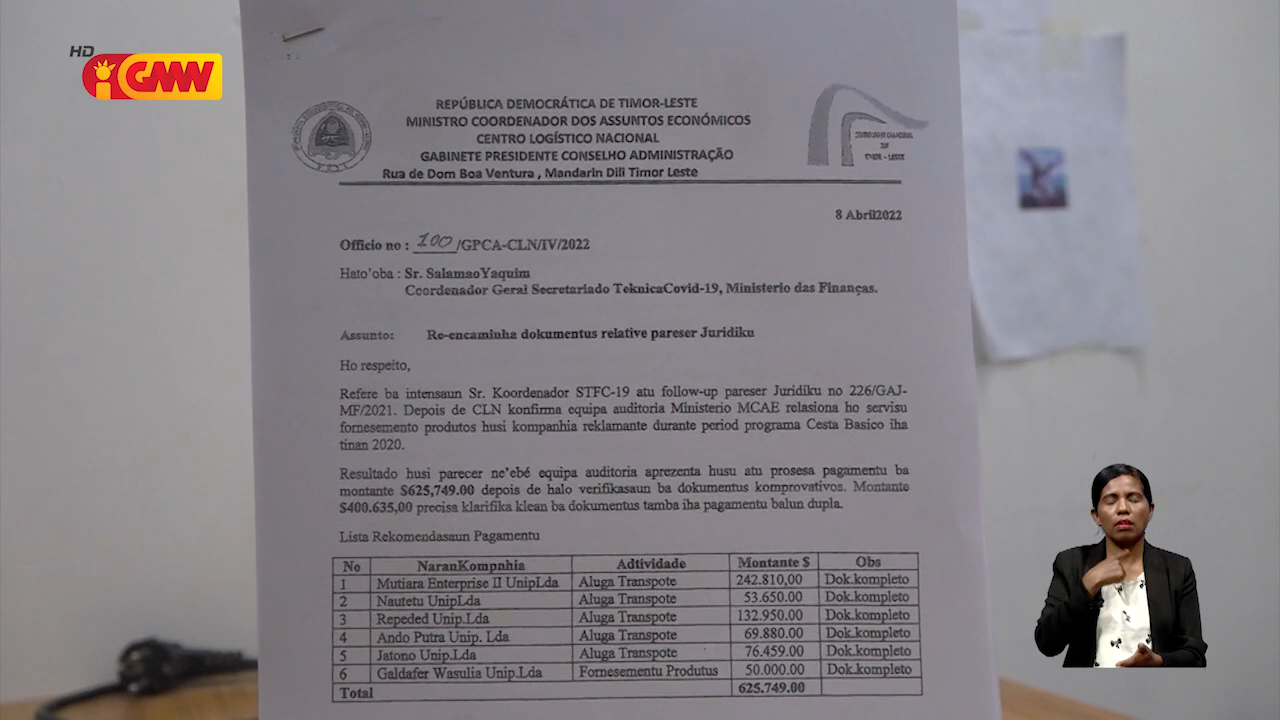 HD
iGMW
REPÚBLICA DEMOCRÁTICA DE TIMOR-LESTE
MINISTRO COORDENADOR DOS ASSUNTOS ECONÓMICOS
CENTRO LOGÍSTICO NACIONAL
GABINETE PRESIDENTE CONSELHO ADMINISTRAÇÃO
Rua de Dom Boa Ventura , Mandarin Dili Timor Leste
TIMOR - LESTE
8 Abril2022
Officio no : 100/GPCA-CLN/IV/2022
Hato'oba : Sr. SalamaoYaquim
Coordenador Geral Secretariado TeknicaCovid-19, Ministerio das Finanças.
Assunto: Re-encaminha dokumentus relative pareser Juridiku
Ho respeito,
Refere ba intensaun Sr. Koordenador STFC-19 atu follow-up pareser Juridiku no 226/GAJ-
MF/2021. Depois de CLN konfirma equipa auditoria Ministerio MCAE relasiona ho servisu
fornesemento produtos husi kompanhia reklamante durante period programa Cesta Basico iha
tinan 2020.
Resultado husi parecer ne'ebé equipa auditoria aprezenta husu atu prosesa pagamentu ba
montante $625,749.00 depois de halo verifikasaun ba dokumentus komprovativos. Montante
$400.635,00 precisa klarifika klean ba dokumentus tamba iha pagamentu balun dupla.
Lista Rekomendasaun Pagamentu
No NaranKompnhia Adtividade Montante $ Obs
1 Mutiara Enterprise II UnipLda Aluga Transpote 242.810,00 Dok.kompleto
2 Nautetu UnipLda Aluga Transpote 53.650.00 Dok.kompleto
3 Repeded Unip.Lda Aluga Transpote 132.950.00 Dok.kompleto
4 Ando Putra Unip. Lda Aluga Transpote 69.880.00 Dok.kompleto
5 Jatono Unip.Lda Aluga Transpote 76.459.00 Dok.kompleto
6 Galdafer Wasulia Unip.Lda Fornesementu Produtus 50.000.00 Dok.kompleto
Total 625.749.00